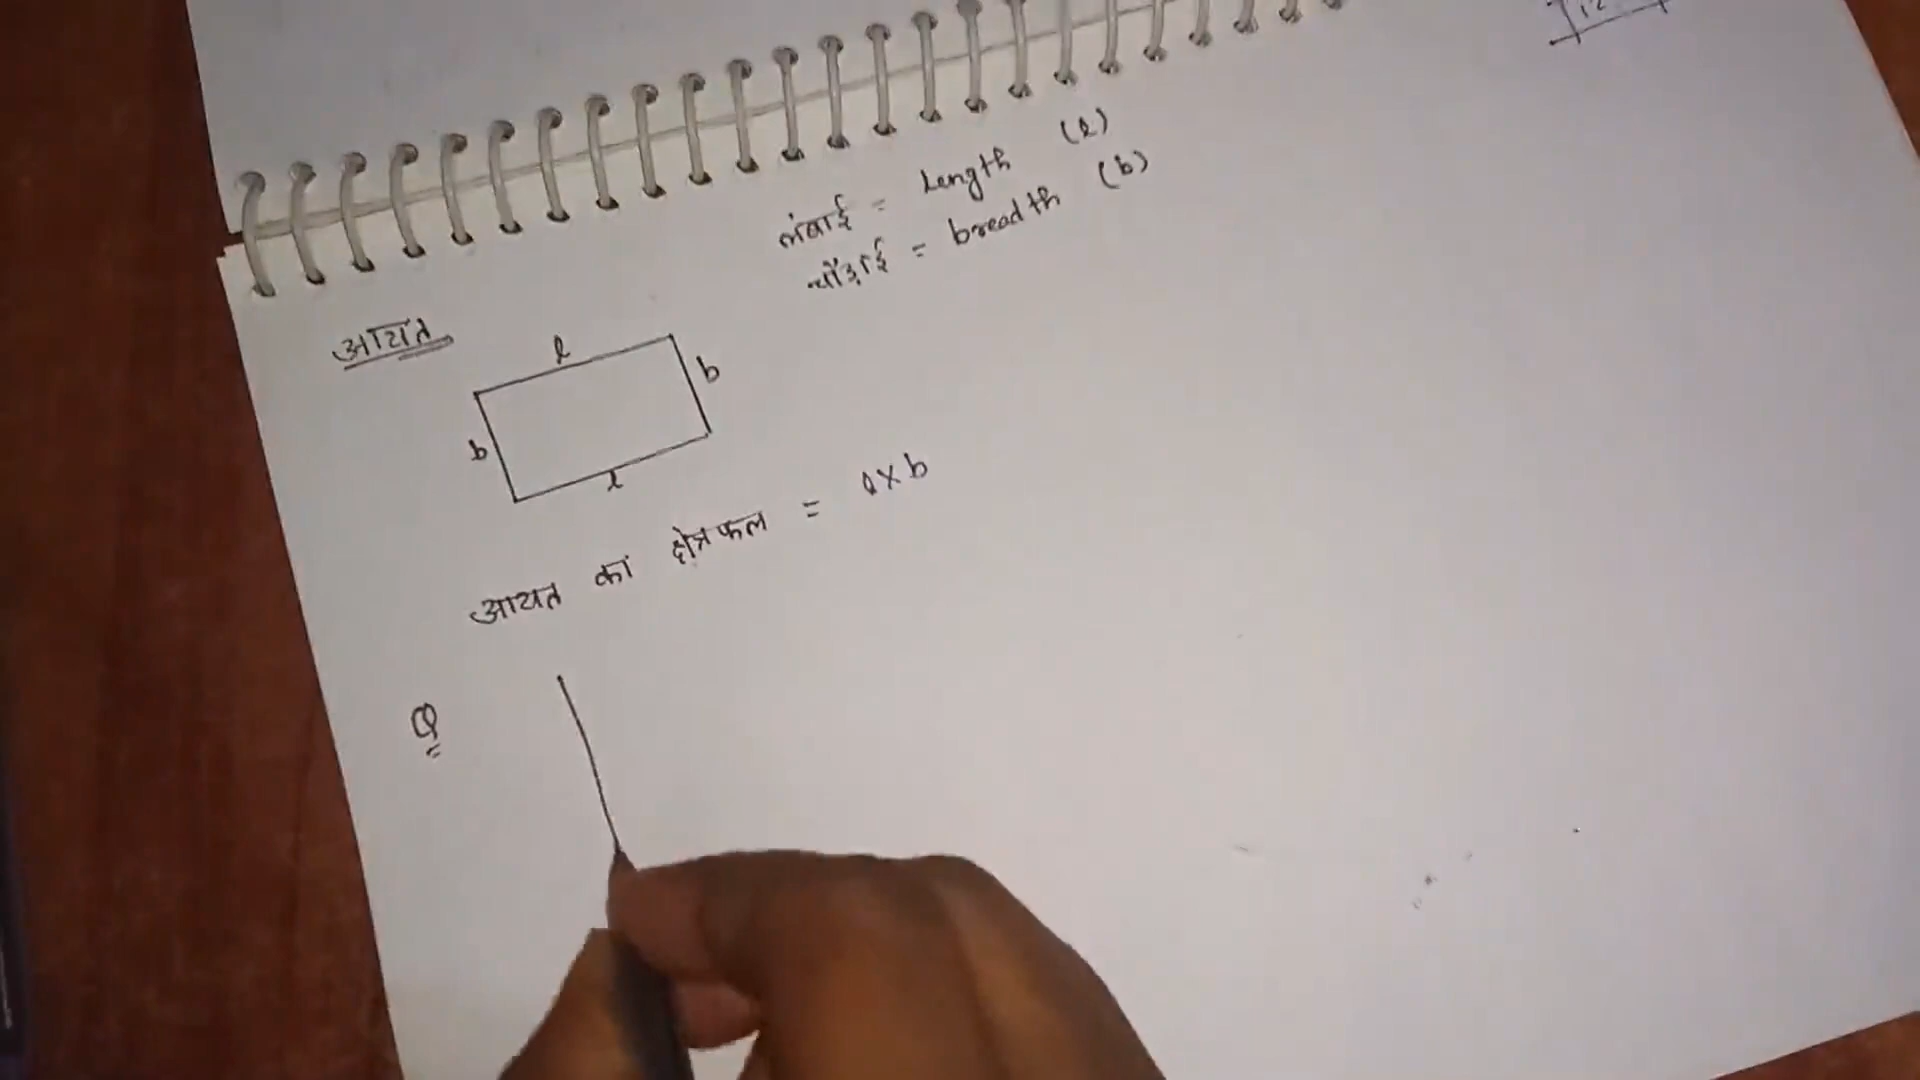 लंबाई = Length (l)
चौड़ाई = breadth (b)
आयत
l
b
b
l
आयत का क्षेत्रफल = l×b
Q